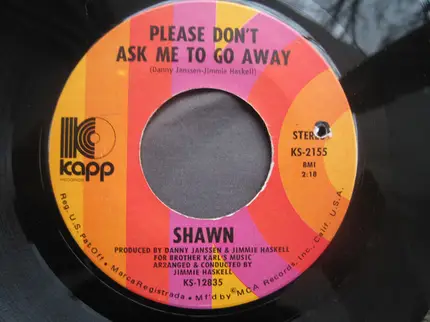 PLEASE DON'T
ASK ME TO GO AWAY
(Danny Janssen-Jimmie Haskell)
kapp
RECORDS
STEREO
KS-2155
BMI
2:18
SHAWN
PRODUCED BY DANNY JANSSEN & JIMMIE HASKELL
FOR BROTHER KARL'S MUSIC
ARRANGED & CONDUCTED BY
JIMMIE HASKELL
KS-12835
Reg. U.S. Pat. Off. • Marca Registrada • Mf'd by ©MCA Records, Inc., Calif. U.S.A.